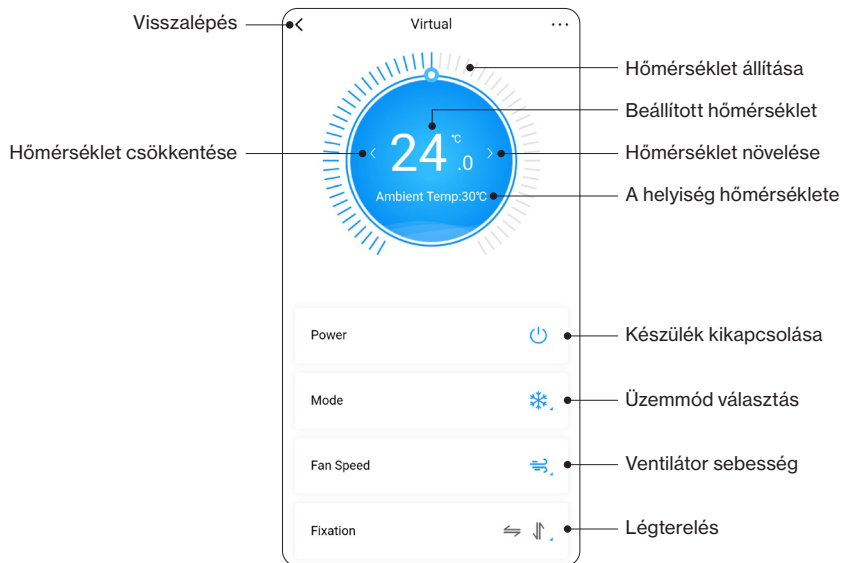 Visszalépés
Virtual
Hőmérséklet állítása
Beállított hőmérséklet
Hőmérséklet csökkentése
24.0 °C
Hőmérséklet növelése
Ambient Temp:30°C
A helyiség hőmérséklete
Power
Készülék kikapcsolása
Mode
Üzemmód választás
Fan Speed
Ventilátor sebesség
Fixation
Légterelés